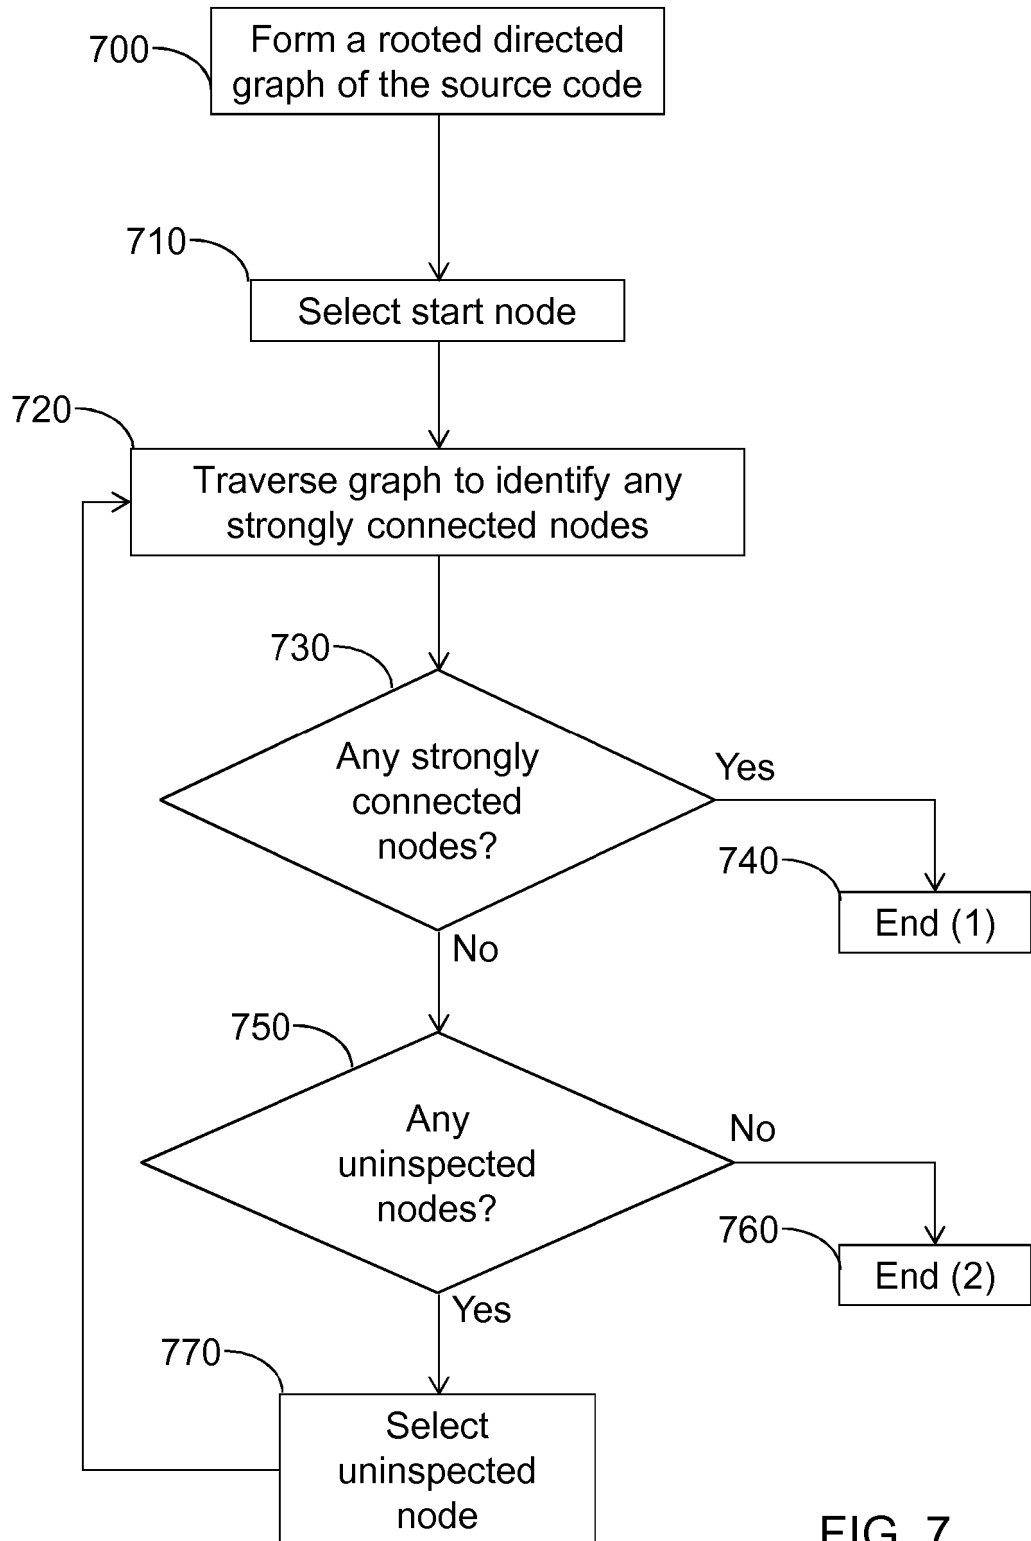 700
Form a rooted directed
graph of the source code
710
Select start node
720
Traverse graph to identify any
strongly connected nodes
730
Any strongly
connected
nodes?
Yes
740
End (1)
No
750
Any
uninspected
nodes?
No
760
End (2)
Yes
770
Select
uninspected
node
FIG. 7